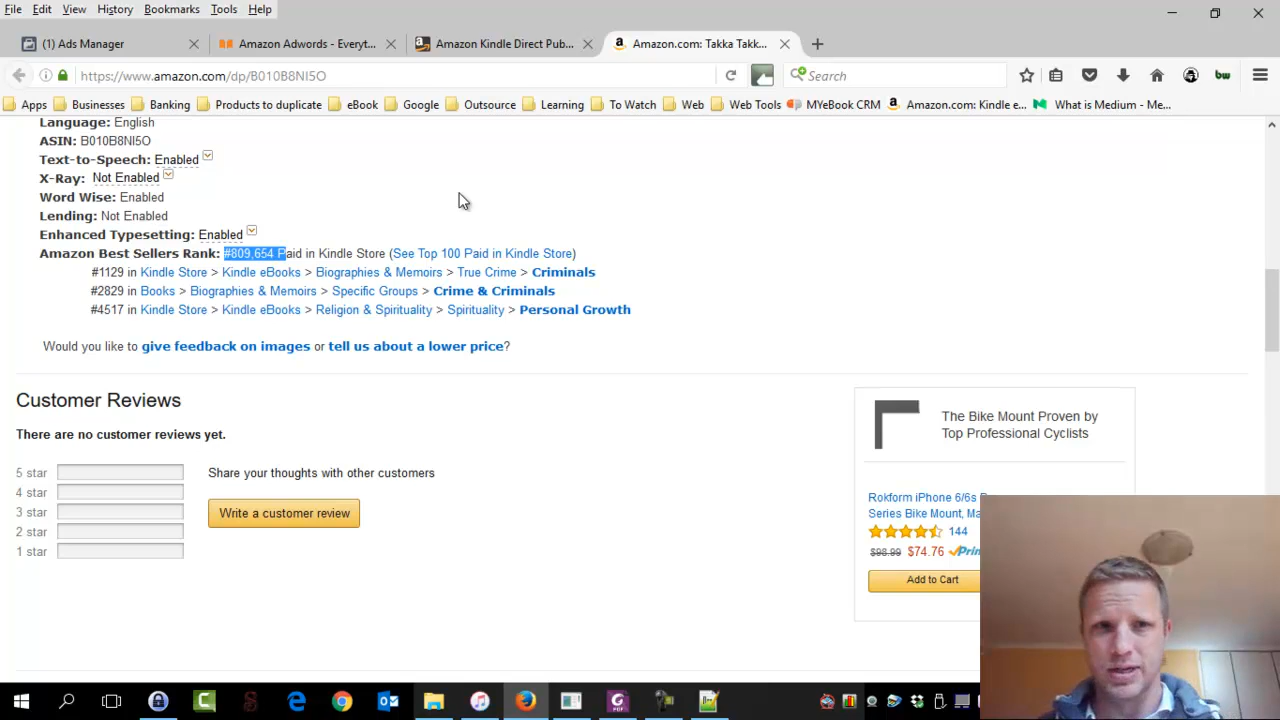 File Edit View History Bookmarks Tools Help
(1) Ads Manager
Amazon Adwords - Everyt...
Amazon Kindle Direct Pub...
Amazon.com: Takka Takk...
https://www.amazon.com/dp/B010B8NI5O
Search
Apps Businesses Banking Products to duplicate eBook Google Outsource Learning To Watch Web Web Tools MYeBook CRM Amazon.com: Kindle e... What is Medium - Me...
Language: English
ASIN: B010B8NI5O
Text-to-Speech: Enabled
X-Ray: Not Enabled
Word Wise: Enabled
Lending: Not Enabled
Enhanced Typesetting: Enabled
Amazon Best Sellers Rank: #809,654 Paid in Kindle Store (See Top 100 Paid in Kindle Store)
#1129 in Kindle Store > Kindle eBooks > Biographies & Memoirs > True Crime > Criminals
#2829 in Books > Biographies & Memoirs > Specific Groups > Crime & Criminals
#4517 in Kindle Store > Kindle eBooks > Religion & Spirituality > Spirituality > Personal Growth
Would you like to give feedback on images or tell us about a lower price?
Customer Reviews
There are no customer reviews yet.
5 star
4 star
3 star
2 star
1 star
Share your thoughts with other customers
Write a customer review
The Bike Mount Proven by
Top Professional Cyclists
Rokform iPhone 6/6s
Series Bike Mount,
144
$98.99 $74.76
Add to Cart